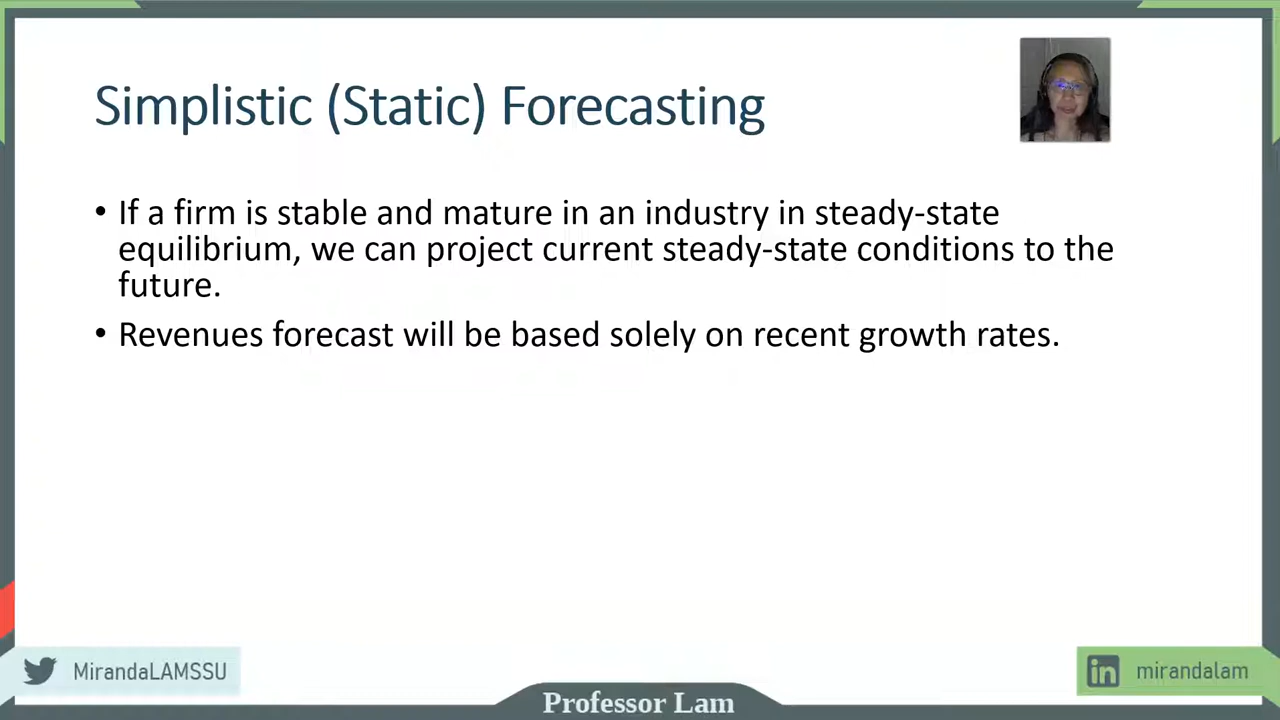 Simplistic (Static) Forecasting
• If a firm is stable and mature in an industry in steady-state
equilibrium, we can project current steady-state conditions to the
future.
• Revenues forecast will be based solely on recent growth rates.
MirandaLAMSSU
in mirandalam
Professor Lam